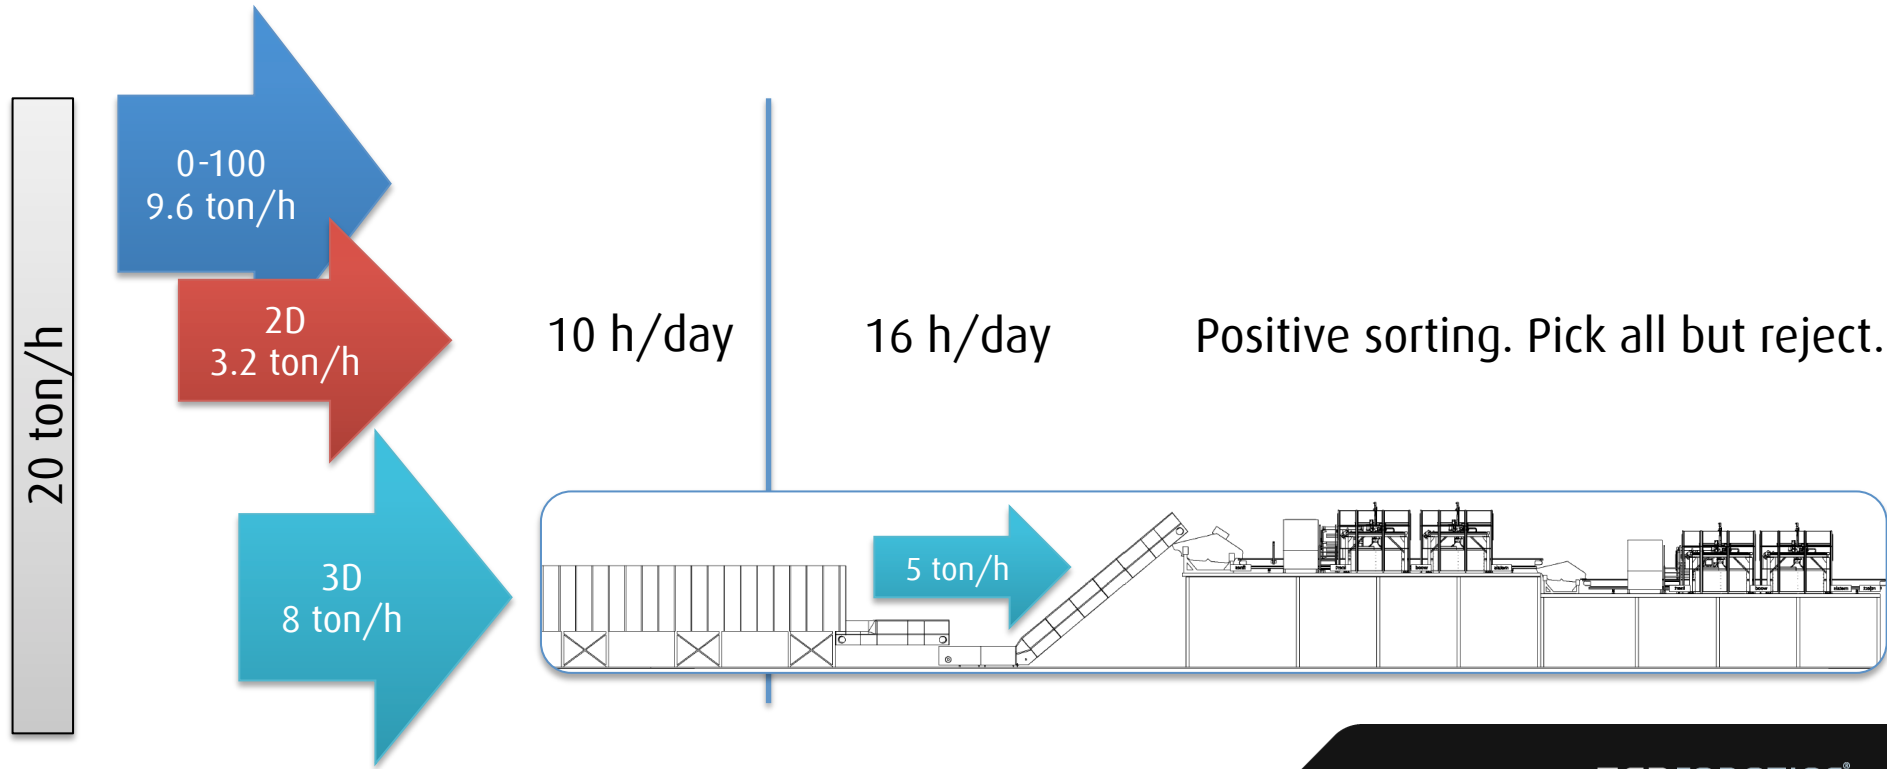 20 ton/h
0-100
9.6 ton/h
2D
3.2 ton/h
3D
8 ton/h
10 h/day
16 h/day
Positive sorting. Pick all but reject.
5 ton/h